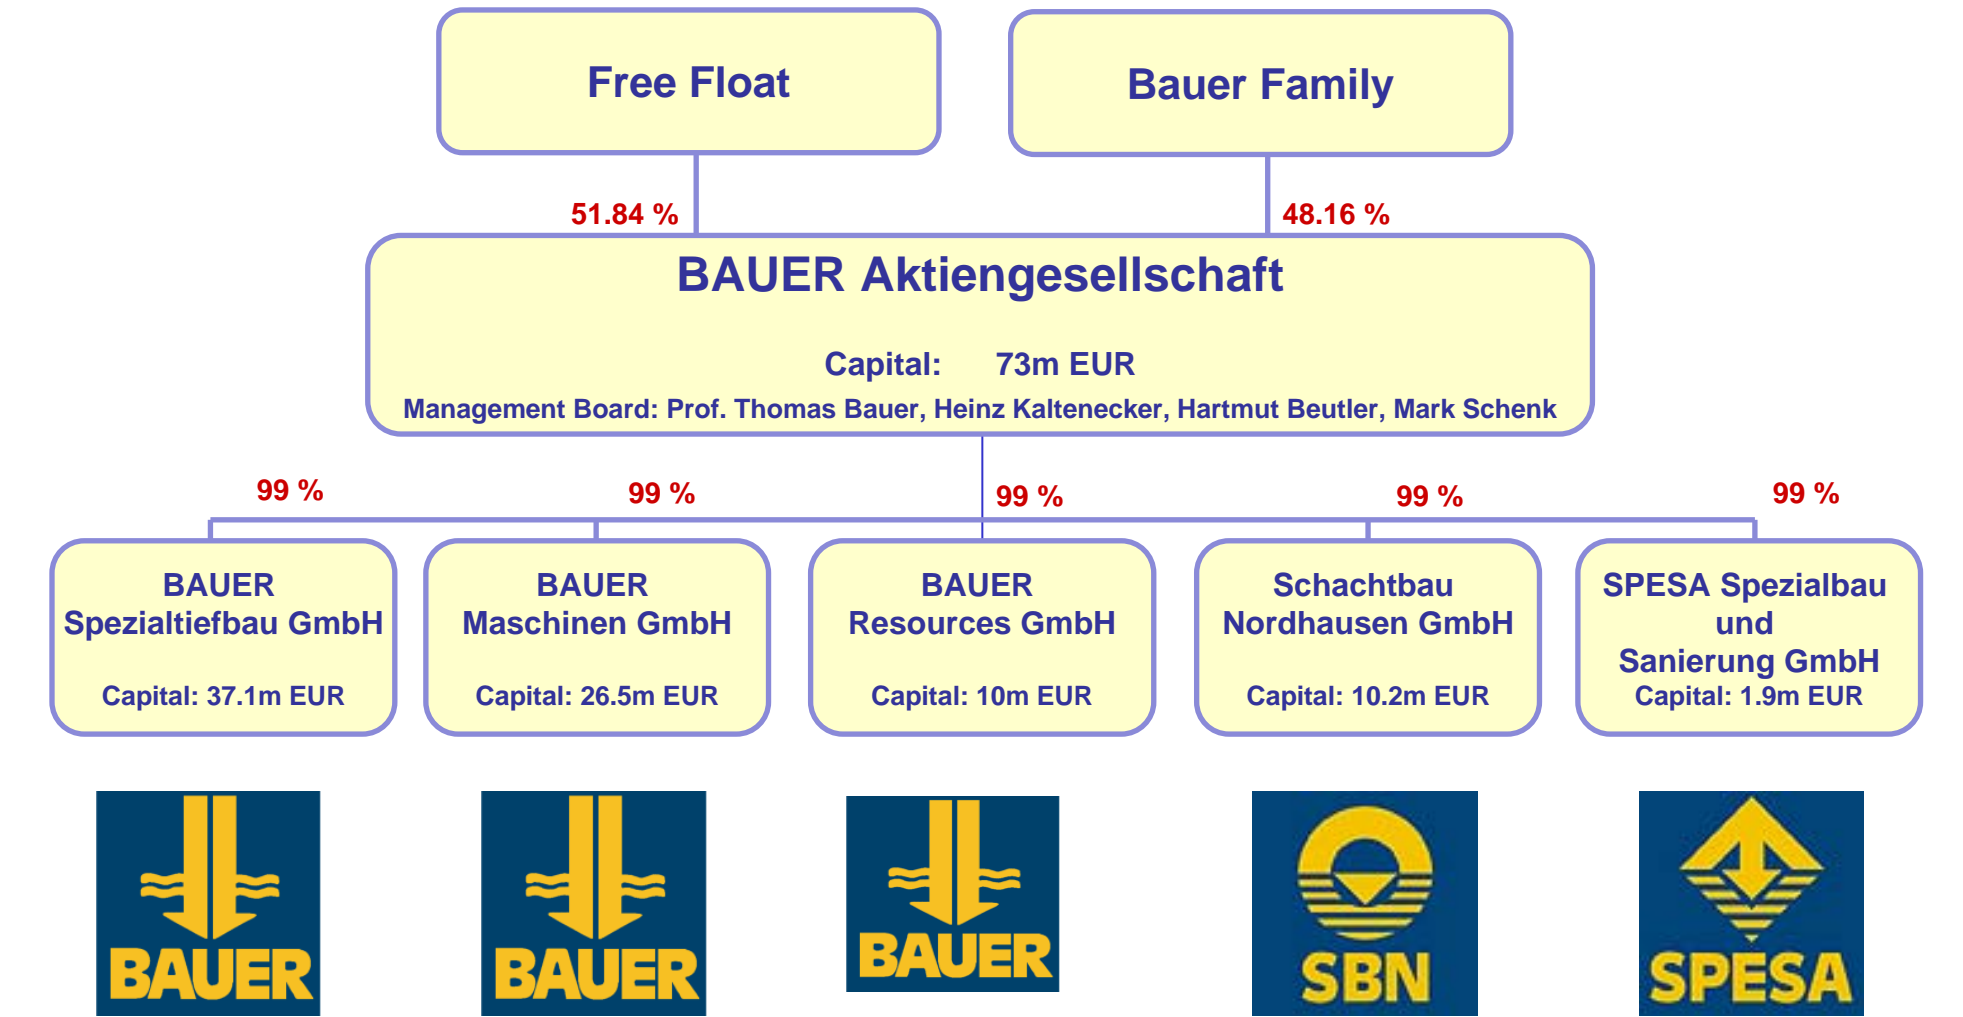 Free Float
Bauer Family
51.84 %
48.16 %
BAUER Aktiengesellschaft
Capital: 73m EUR
Management Board: Prof. Thomas Bauer, Heinz Kaltenecker, Hartmut Beutler, Mark Schenk
99 %
99 %
99 %
99 %
99 %
BAUER
Spezialtiefbau GmbH
Capital: 37.1m EUR
BAUER
Maschinen GmbH
Capital: 26.5m EUR
BAUER
Resources GmbH
Capital: 10m EUR
Schachtbau
Nordhausen GmbH
Capital: 10.2m EUR
SPESA Spezialbau
und
Sanierung GmbH
Capital: 1.9m EUR
BAUER
BAUER
BAUER
SBN
SPESA